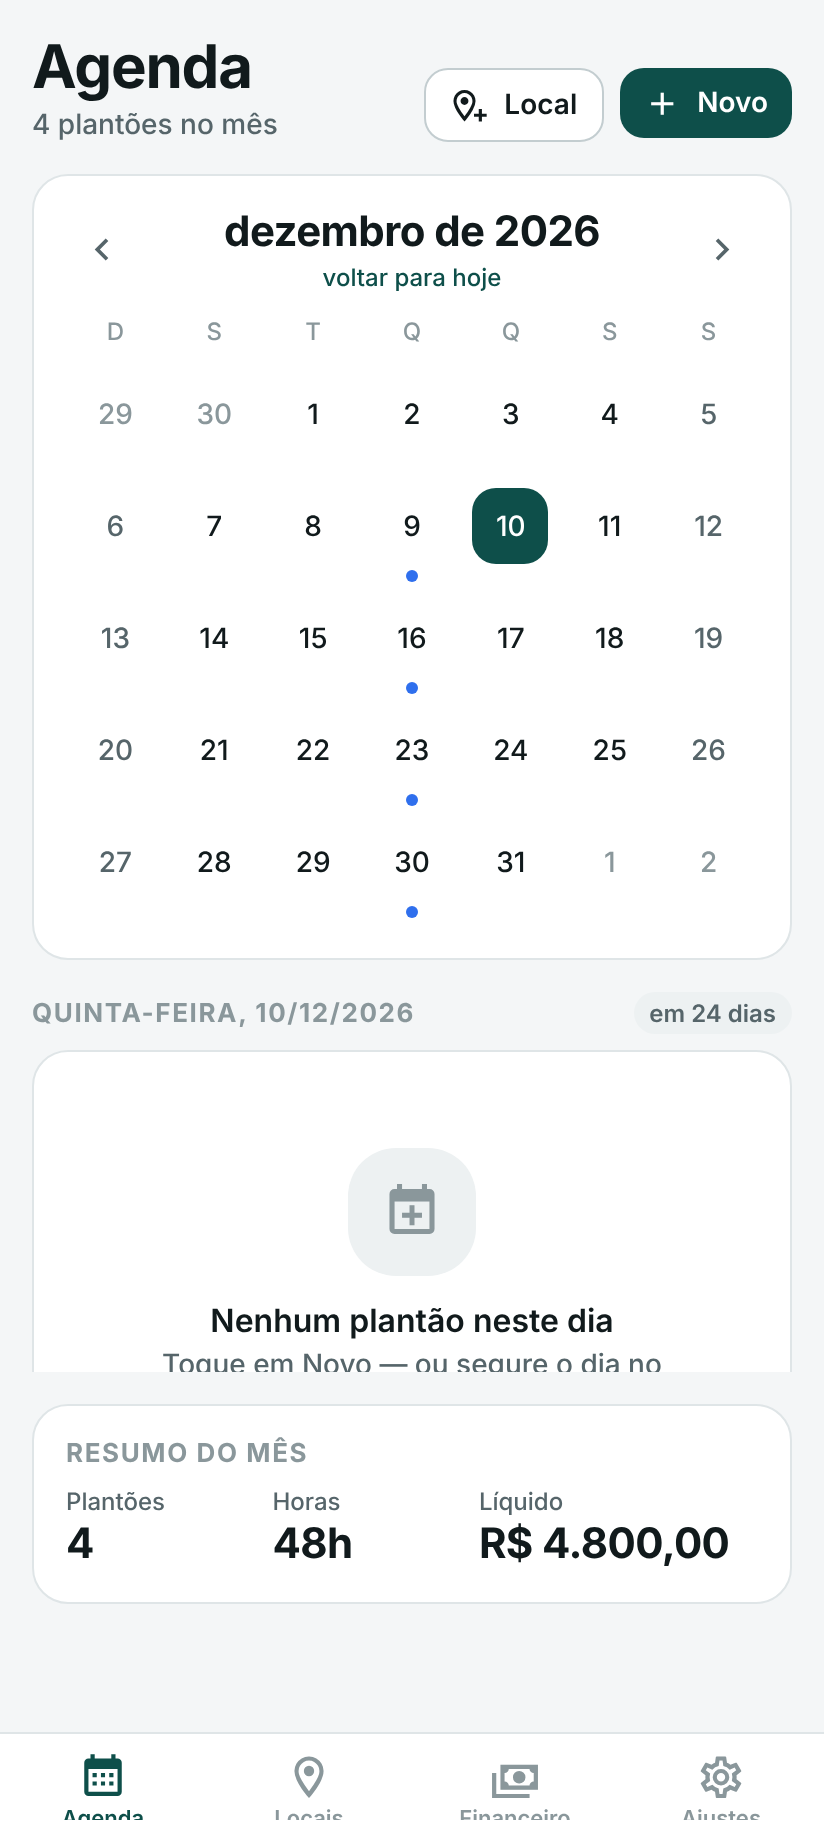 Agenda
4 plantões no mês
Local
Novo
dezembro de 2026
voltar para hoje
D S T Q Q S S
29 30 1 2 3 4 5
6 7 8 9 10 11 12
13 14 15 16 17 18 19
20 21 22 23 24 25 26
27 28 29 30 31 1 2
QUINTA-FEIRA, 10/12/2026
em 24 dias
Nenhum plantão neste dia
Toque em Novo — ou segure o dia no
RESUMO DO MÊS
Plantões Horas Líquido
4 48h R$ 4.800,00
Agenda Locais Financeiro Ajustes